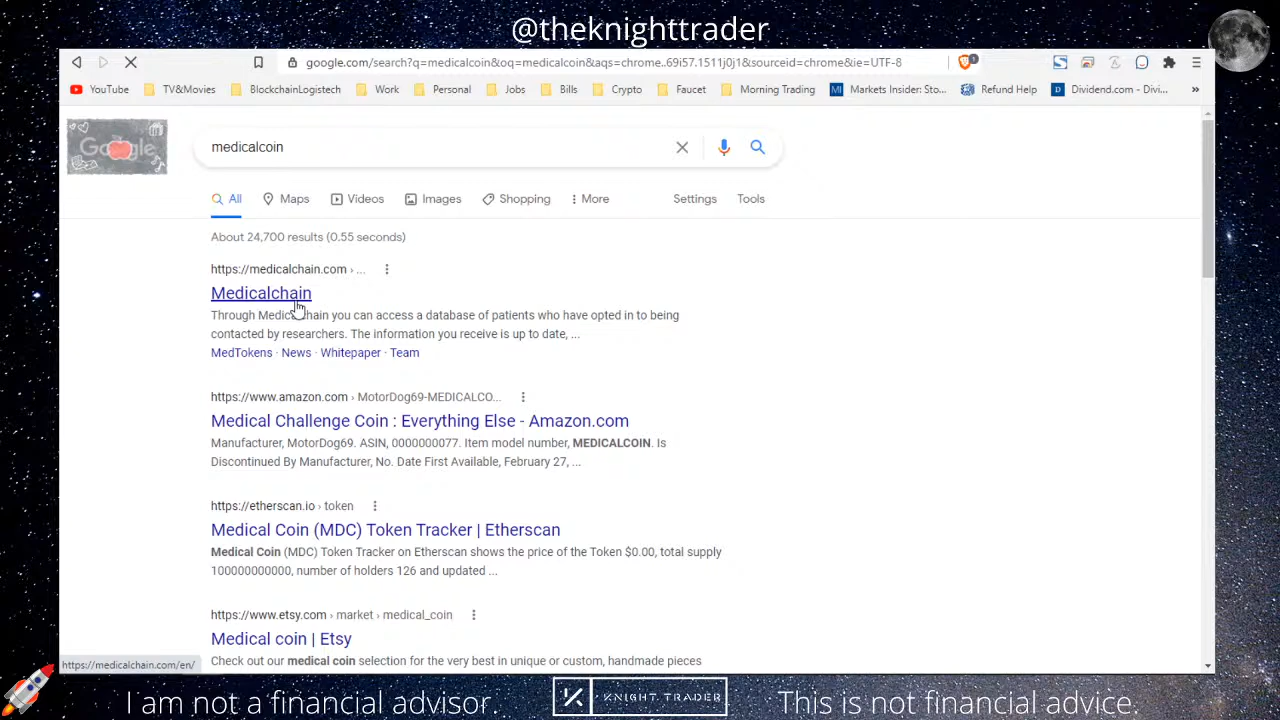 @theknighttrader
google.com/search?q=medicalcoin&oq=medicalcoin&aqs=chrome..69i57.1511j0j1&sourceid=chrome&ie=UTF-8
YouTube TV&Movies BlockchainLogistech Work Personal Jobs Bills Crypto Faucet Morning Trading MI Markets Insider: Sto... Refund Help D Dividend.com - Divi... »
Google medicalcoin
All Maps Videos Images Shopping More Settings Tools
About 24,700 results (0.55 seconds)
https://medicalchain.com › ...
Medicalchain
Through Medicalchain you can access a database of patients who have opted in to being
contacted by researchers. The information you receive is up to date, ...
MedTokens · News · Whitepaper · Team
https://www.amazon.com › MotorDog69-MEDICALCO...
Medical Challenge Coin : Everything Else - Amazon.com
Manufacturer, MotorDog69. ASIN, 0000000077. Item model number, MEDICALCOIN. Is
Discontinued By Manufacturer, No. Date First Available, February 27, ...
https://etherscan.io › token
Medical Coin (MDC) Token Tracker | Etherscan
Medical Coin (MDC) Token Tracker on Etherscan shows the price of the Token $0.00, total supply
100000000000, number of holders 126 and updated ...
https://www.etsy.com › market › medical_coin
Medical coin | Etsy
Check out our medical coin selection for the very best in unique or custom, handmade pieces
https://medicalchain.com/en/
I am not a financial advisor. KNIGHT TRADER This is not financial advice.